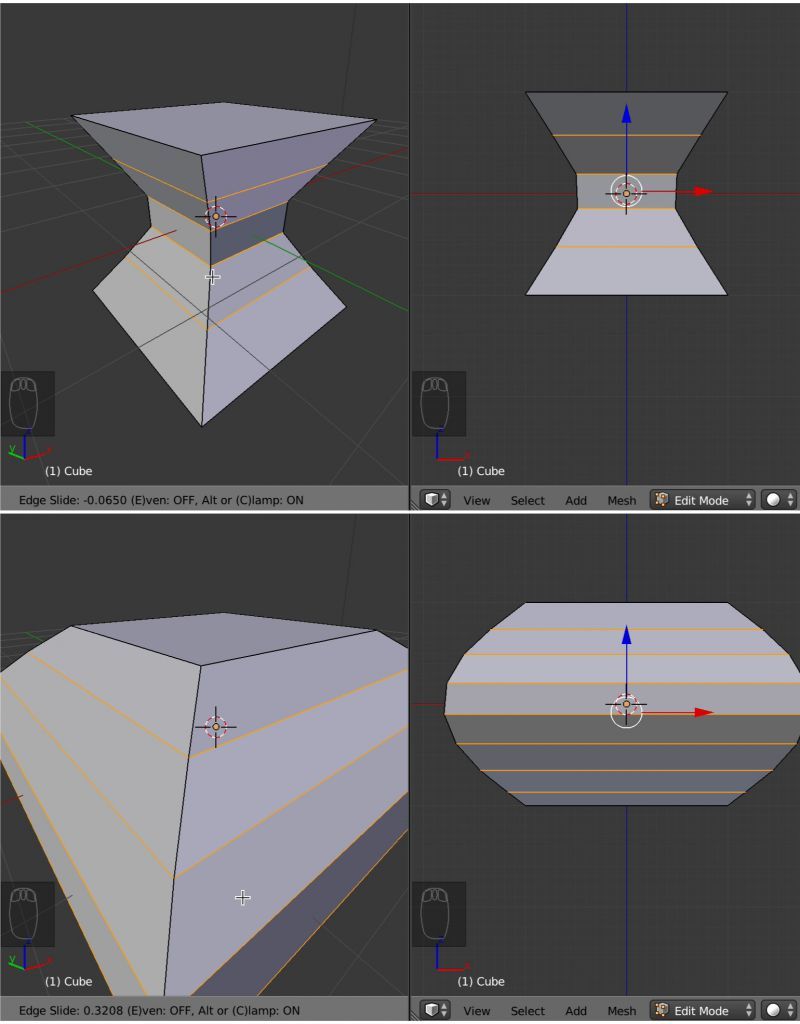 y x
(1) Cube
(1) Cube
Edge Slide: -0.0650 (E)ven: OFF, Alt or (C)lamp: ON
View Select Add Mesh Edit Mode
y x
(1) Cube
(1) Cube
Edge Slide: 0.3208 (E)ven: OFF, Alt or (C)lamp: ON
View Select Add Mesh Edit Mode